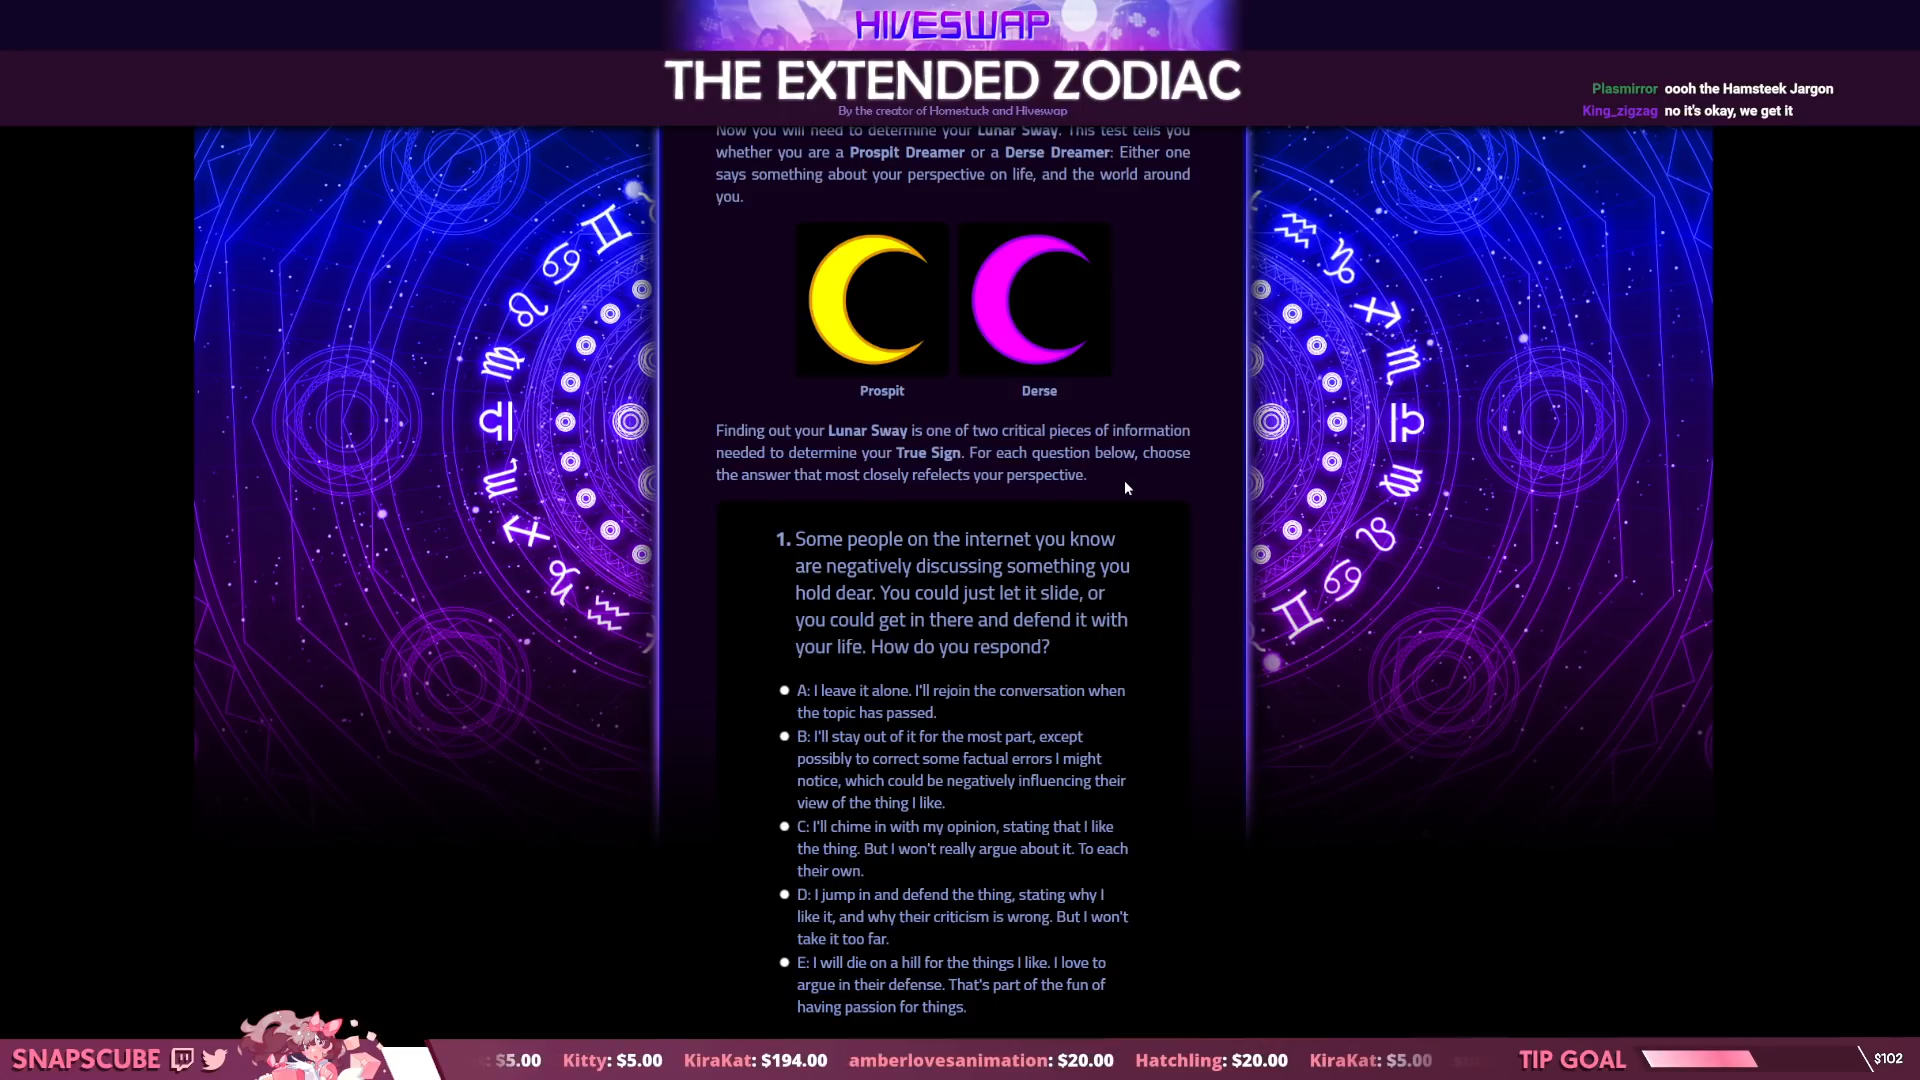 HIVESWAP
THE EXTENDED ZODIAC
By the creator of Homestuck and Hiveswap
Plasmirror oooh the Hamsteek Jargon
King_zigzag no it's okay, we get it
Now you will need to determine your Lunar Sway. This test tells you
whether you are a Prospit Dreamer or a Derse Dreamer: Either one
says something about your perspective on life, and the world around
you.
Prospit
Derse
Finding out your Lunar Sway is one of two critical pieces of information
needed to determine your True Sign. For each question below, choose
the answer that most closely refelects your perspective.
1. Some people on the internet you know
are negatively discussing something you
hold dear. You could just let it slide, or
you could get in there and defend it with
your life. How do you respond?
A: I leave it alone. I'll rejoin the conversation when
the topic has passed.
B: I'll stay out of it for the most part, except
possibly to correct some factual errors I might
notice, which could be negatively influencing their
view of the thing I like.
C: I'll chime in with my opinion, stating that I like
the thing. But I won't really argue about it. To each
their own.
D: I jump in and defend the thing, stating why I
like it, and why their criticism is wrong. But I won't
take it too far.
E: I will die on a hill for the things I like. I love to
argue in their defense. That's part of the fun of
having passion for things.
SNAPSCUBE
: $5.00 Kitty: $5.00 KiraKat: $194.00 amberlovesanimation: $20.00 Hatchling: $20.00 KiraKat: $5.00
TIP GOAL
$102